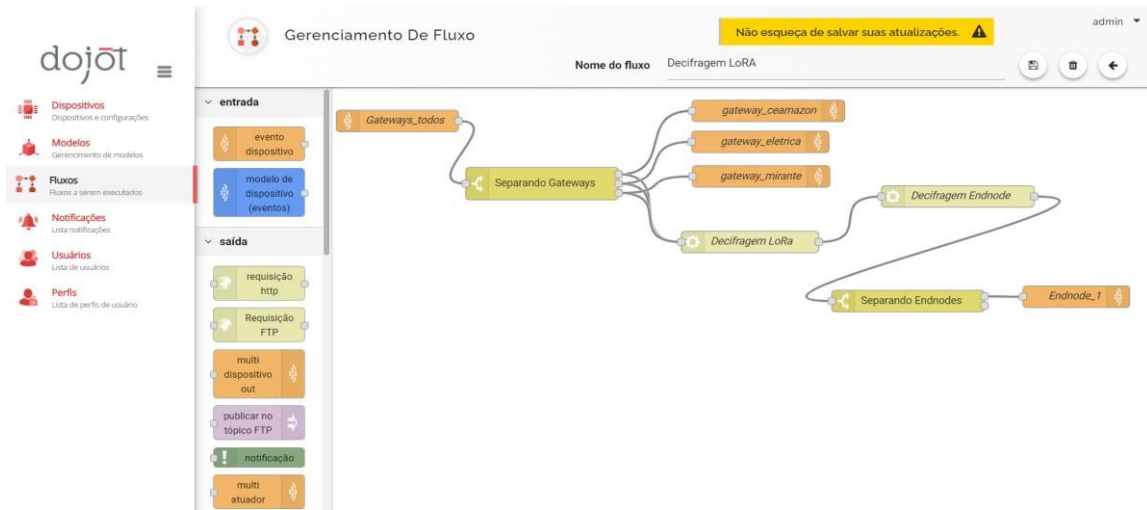 dojot
Gerenciamento De Fluxo
Não esqueça de salvar suas atualizações.
admin
Nome do fluxo
Decifragem LoRA
Dispositivos
Dispositivos e configurações
Modelos
Gerencimento de modelos
Fluxos
Fluxos a serem executados
Notificações
Lista notificações
Usuários
Lista de usuários
Perfis
Lista de perfis de usuário
entrada
evento
dispositivo
modelo de
dispositivo
(eventos)
saída
requisição
http
Requisição
FTP
multi
dispositivo
out
publicar no
tópico FTP
notificação
multi
atuador
Gateways_todos
Separando Gateways
gateway_ceamazon
gateway_eletrica
gateway_mirante
Decifragem LoRa
Decifragem Endnode
Separando Endnodes
Endnode_1